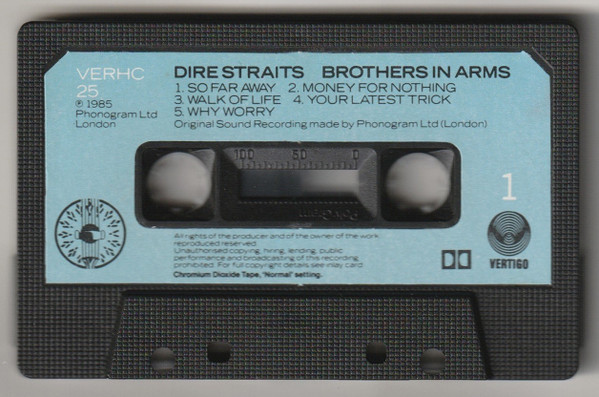 VERHC
25
℗ 1985
Phonogram Ltd
London
DIRE STRAITS BROTHERS IN ARMS
1. SO FAR AWAY 2. MONEY FOR NOTHING
3. WALK OF LIFE 4. YOUR LATEST TRICK
5. WHY WORRY
Original Sound Recording made by Phonogram Ltd (London)
100 50 0
1
All rights of the producer and of the owner of the work
reproduced reserved.
Unauthorised copying, hiring, lending, public
performance and broadcasting of this recording
prohibited. For full copyright details see inlay card.
Chromium Dioxide Tape, 'Normal' setting.
VERTIGO